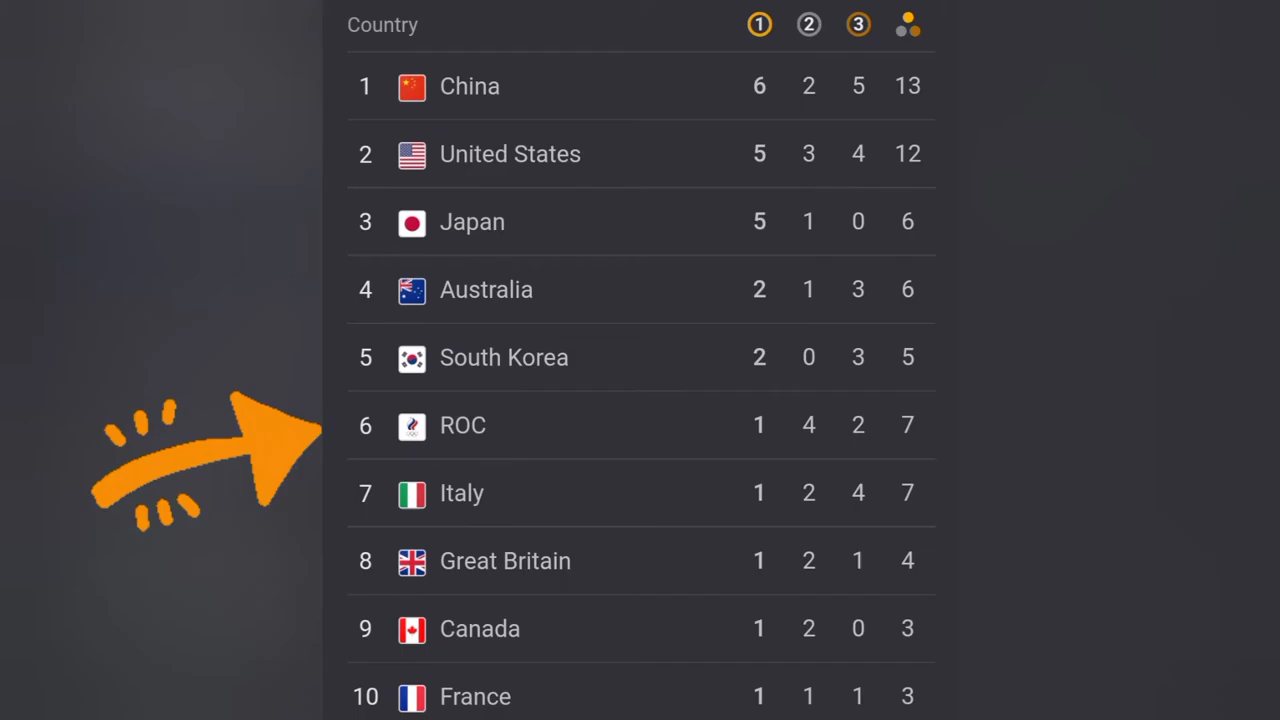 Country 1 2 3
1 China 6 2 5 13
2 United States 5 3 4 12
3 Japan 5 1 0 6
4 Australia 2 1 3 6
5 South Korea 2 0 3 5
6 ROC 1 4 2 7
7 Italy 1 2 4 7
8 Great Britain 1 2 1 4
9 Canada 1 2 0 3
10 France 1 1 1 3